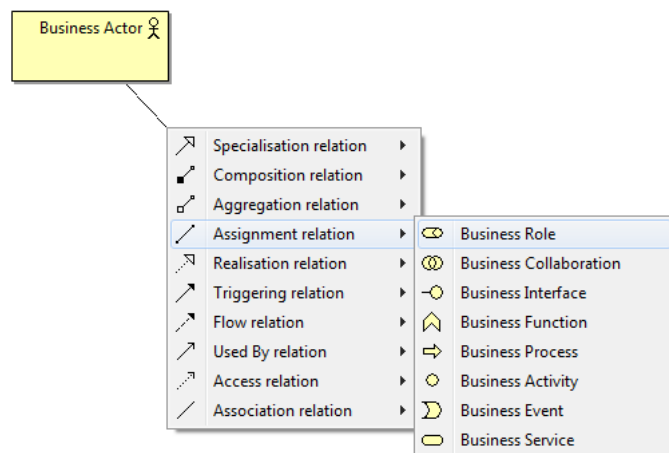 Business Actor
Specialisation relation
Composition relation
Aggregation relation
Assignment relation
Realisation relation
Triggering relation
Flow relation
Used By relation
Access relation
Association relation
Business Role
Business Collaboration
Business Interface
Business Function
Business Process
Business Activity
Business Event
Business Service